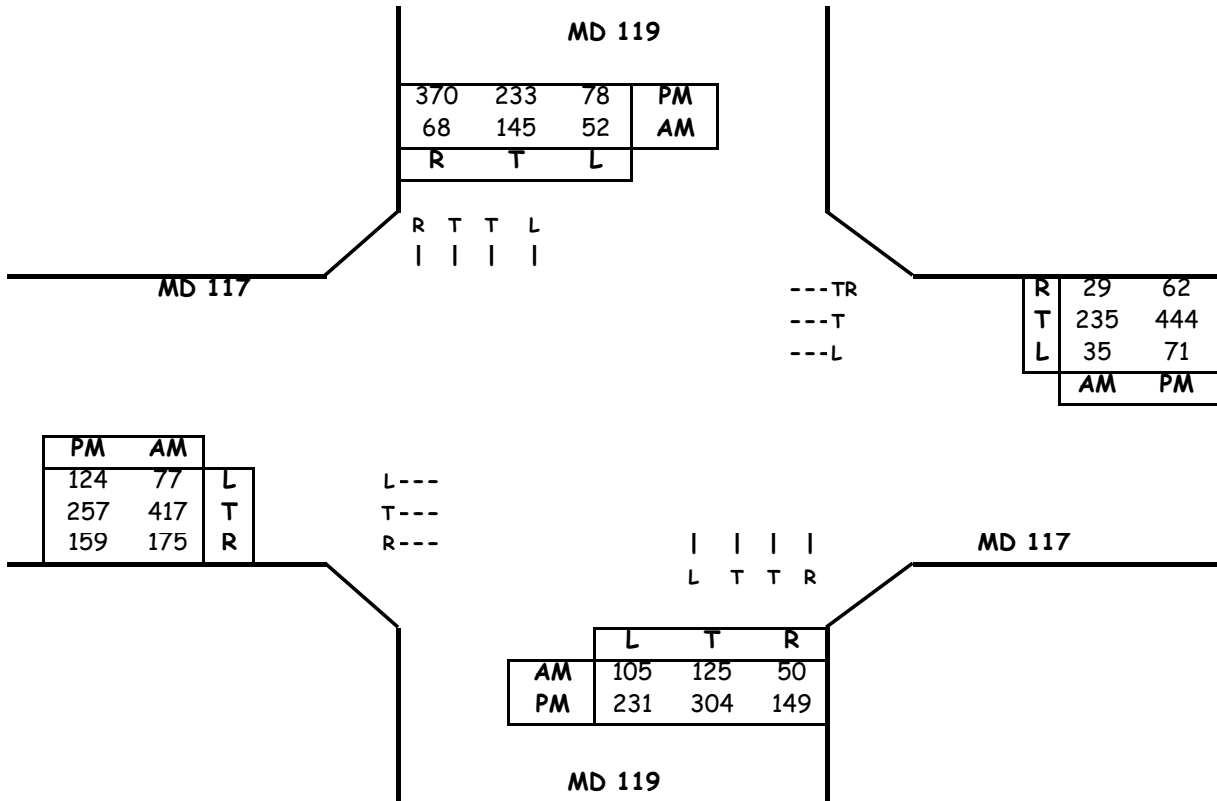 MD 119
370 233 78 PM
68 145 52 AM
R T L
R T T L
MD 117
---TR
---T
---L
R 29 62
T 235 444
L 35 71
AM PM
PM AM
124 77 L
257 417 T
159 175 R
L---
T---
R---
L T T R
MD 117
L T R
AM 105 125 50
PM 231 304 149
MD 119